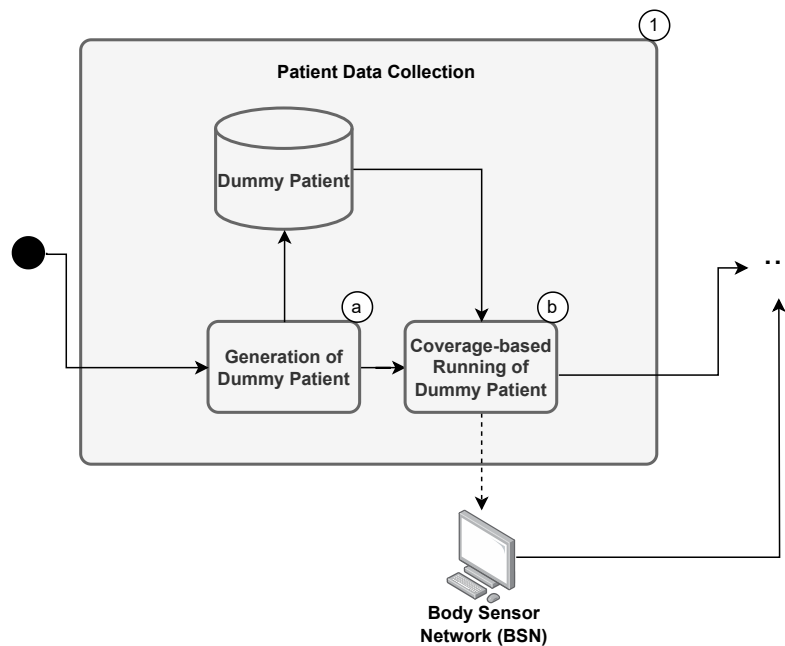 1
Patient Data Collection
Dummy Patient
..
a
b
Generation of
Dummy Patient
Coverage-based
Running of
Dummy Patient
Body Sensor
Network (BSN)